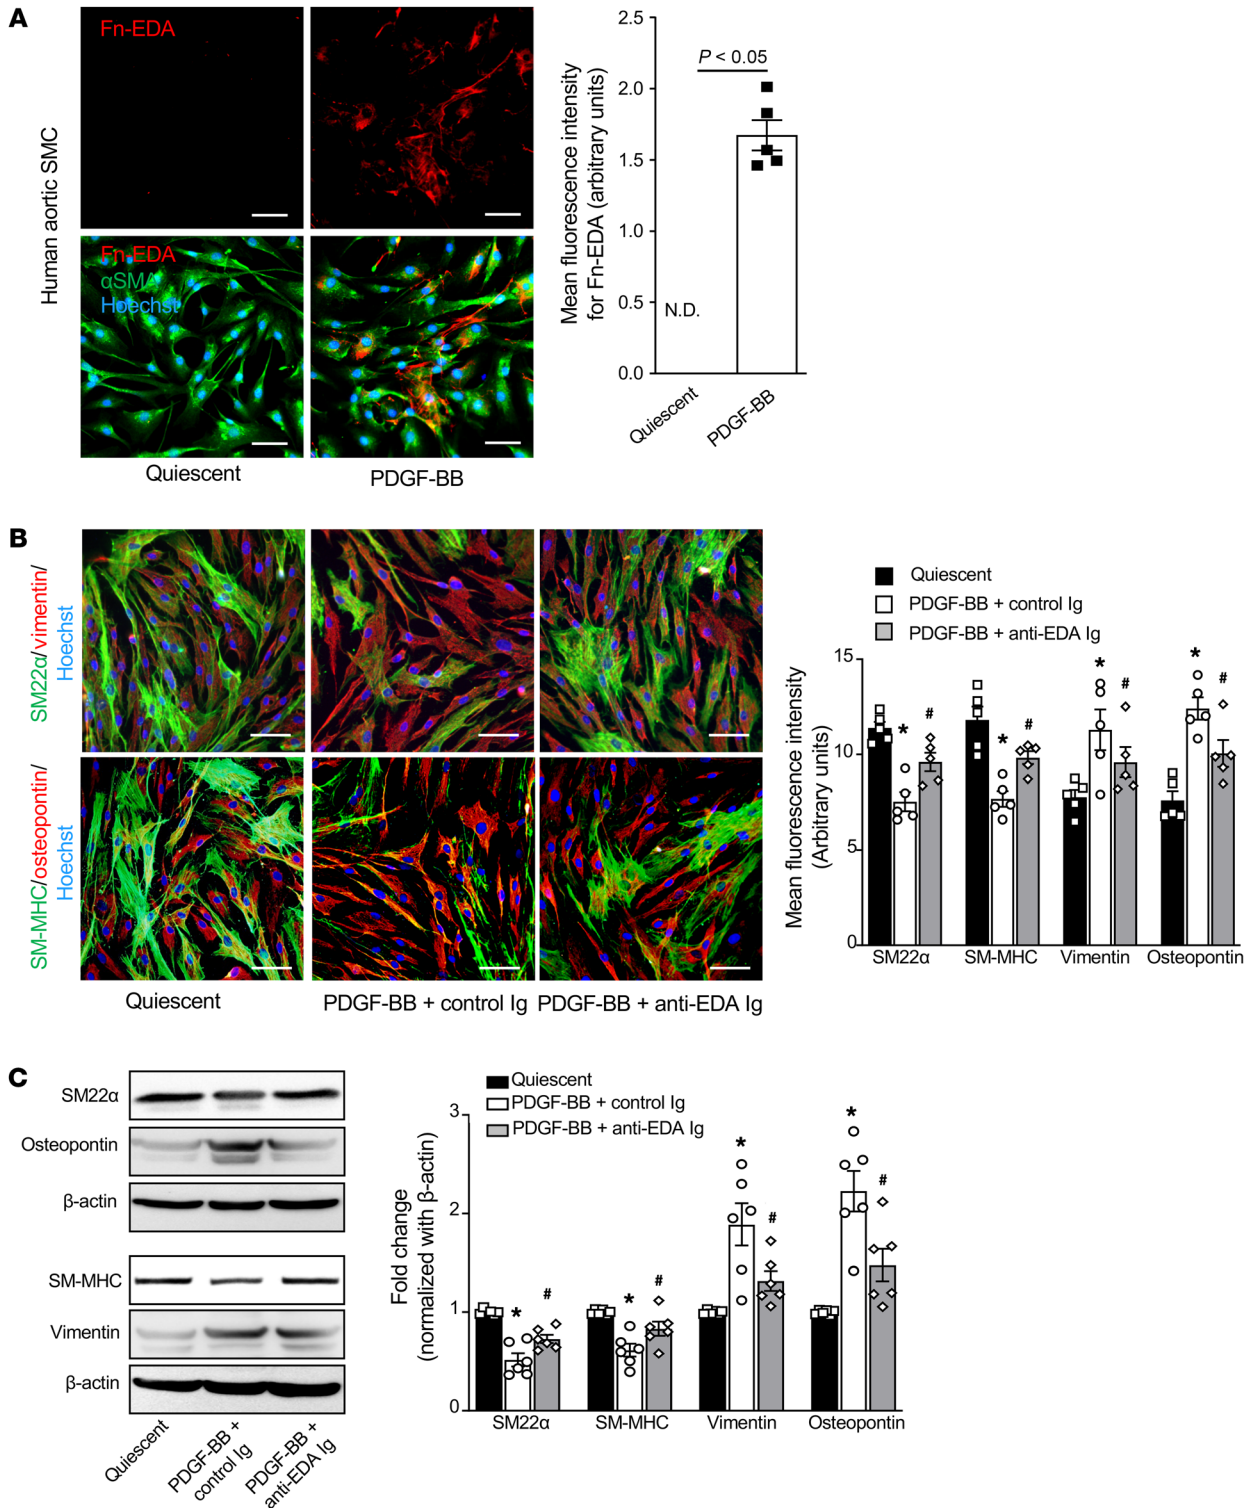 A
Fn-EDA
Human aortic SMC
Fn-EDA
αSMA
Hoechst
Quiescent
PDGF-BB
Mean fluorescence intensity
for Fn-EDA (arbitrary units)
2.5
2.0
1.5
1.0
0.5
0.0
P < 0.05
N.D.
Quiescent
PDGF-BB
B
SM22α/vimentin/
Hoechst
SM-MHC/osteopontin/
Hoechst
Quiescent
PDGF-BB + control Ig
PDGF-BB + anti-EDA Ig
Quiescent
PDGF-BB + control Ig
PDGF-BB + anti-EDA Ig
Mean fluorescence intensity
(Arbitrary units)
15
10
5
0
* # * # * # * #
SM22α
SM-MHC
Vimentin
Osteopontin
C
SM22α
Osteopontin
β-actin
SM-MHC
Vimentin
β-actin
Quiescent
PDGF-BB +
control Ig
PDGF-BB +
anti-EDA Ig
Quiescent
PDGF-BB + control Ig
PDGF-BB + anti-EDA Ig
Fold change
(normalized with β-actin)
3
2
1
0
* # * # * # * #
SM22α
SM-MHC
Vimentin
Osteopontin